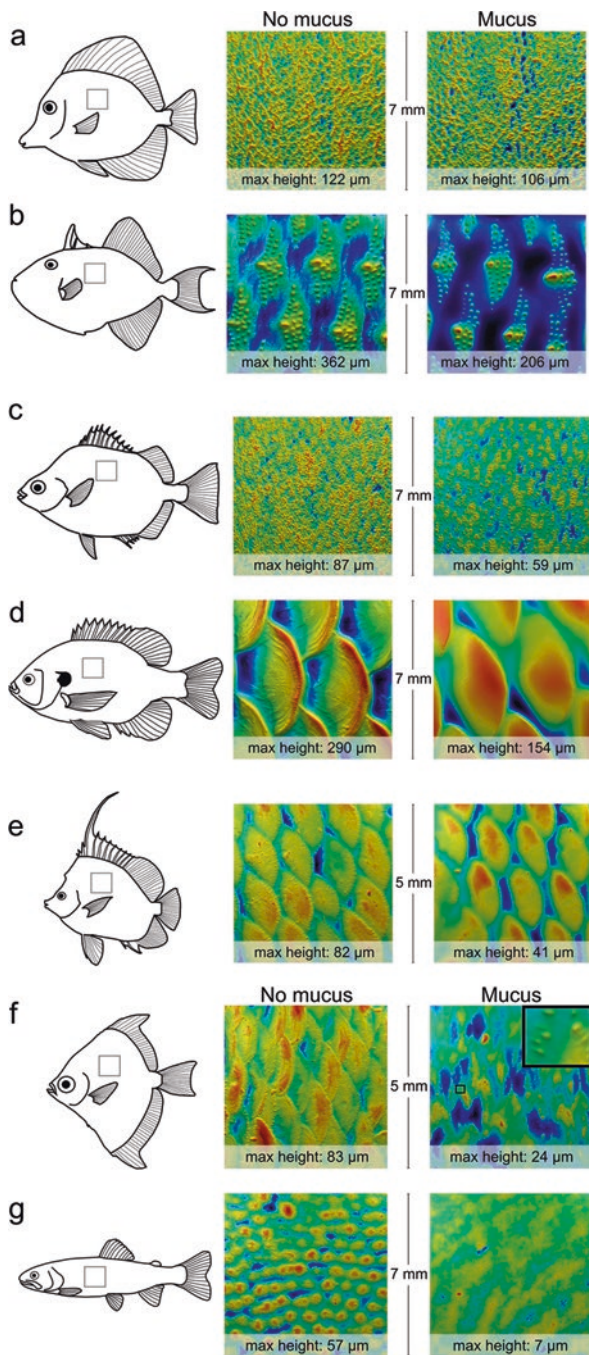 No mucus Mucus
a
7 mm
max height: 122 µm max height: 106 µm
b
7 mm
max height: 362 µm max height: 206 µm
c
7 mm
max height: 87 µm max height: 59 µm
d
7 mm
max height: 290 µm max height: 154 µm
e
5 mm
max height: 82 µm max height: 41 µm
No mucus Mucus
f
5 mm
max height: 83 µm max height: 24 µm
g
7 mm
max height: 57 µm max height: 7 µm